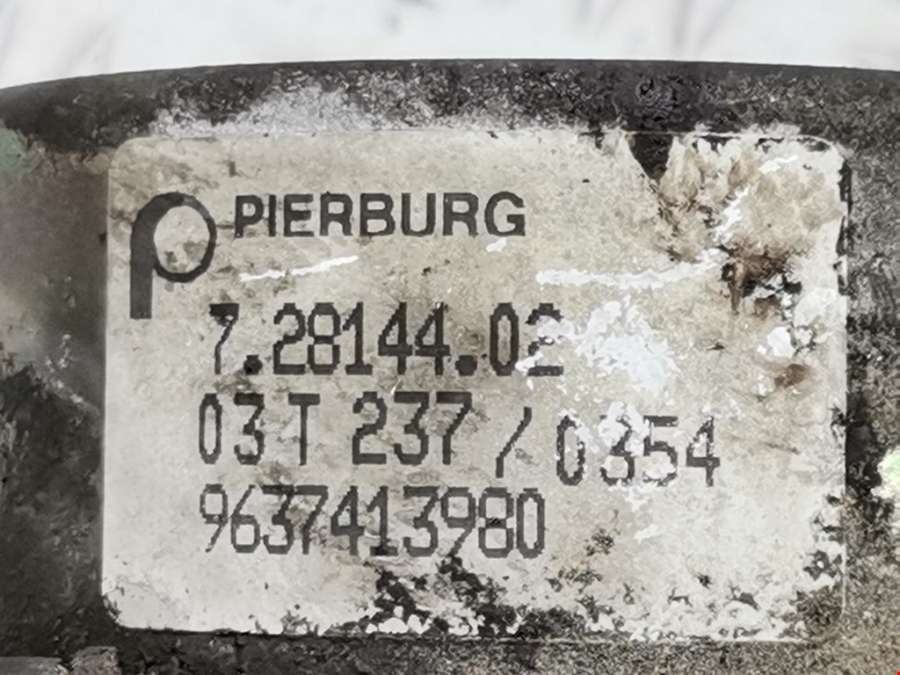 PIERBURG
7.28144.02
03 T 237 / 0354
9637413980